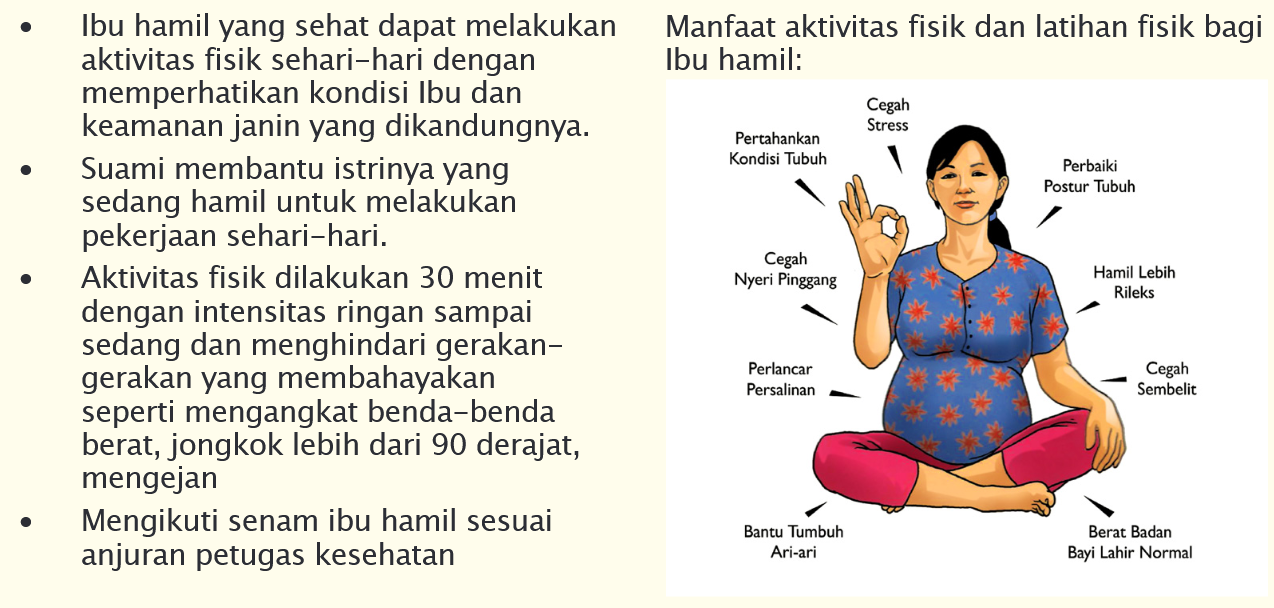 • Ibu hamil yang sehat dapat melakukan
aktivitas fisik sehari-hari dengan
memperhatikan kondisi Ibu dan
keamanan janin yang dikandungnya.
• Suami membantu istrinya yang
sedang hamil untuk melakukan
pekerjaan sehari-hari.
• Aktivitas fisik dilakukan 30 menit
dengan intensitas ringan sampai
sedang dan menghindari gerakan-
gerakan yang membahayakan
seperti mengangkat benda-benda
berat, jongkok lebih dari 90 derajat,
mengejan
• Mengikuti senam ibu hamil sesuai
anjuran petugas kesehatan
Manfaat aktivitas fisik dan latihan fisik bagi
Ibu hamil:
Cegah
Stress
Pertahankan
Kondisi Tubuh
Perbaiki
Postur Tubuh
Cegah
Nyeri Pinggang
Hamil Lebih
Rileks
Perlancar
Persalinan
Cegah
Sembelit
Bantu Tumbuh
Ari-ari
Berat Badan
Bayi Lahir Normal